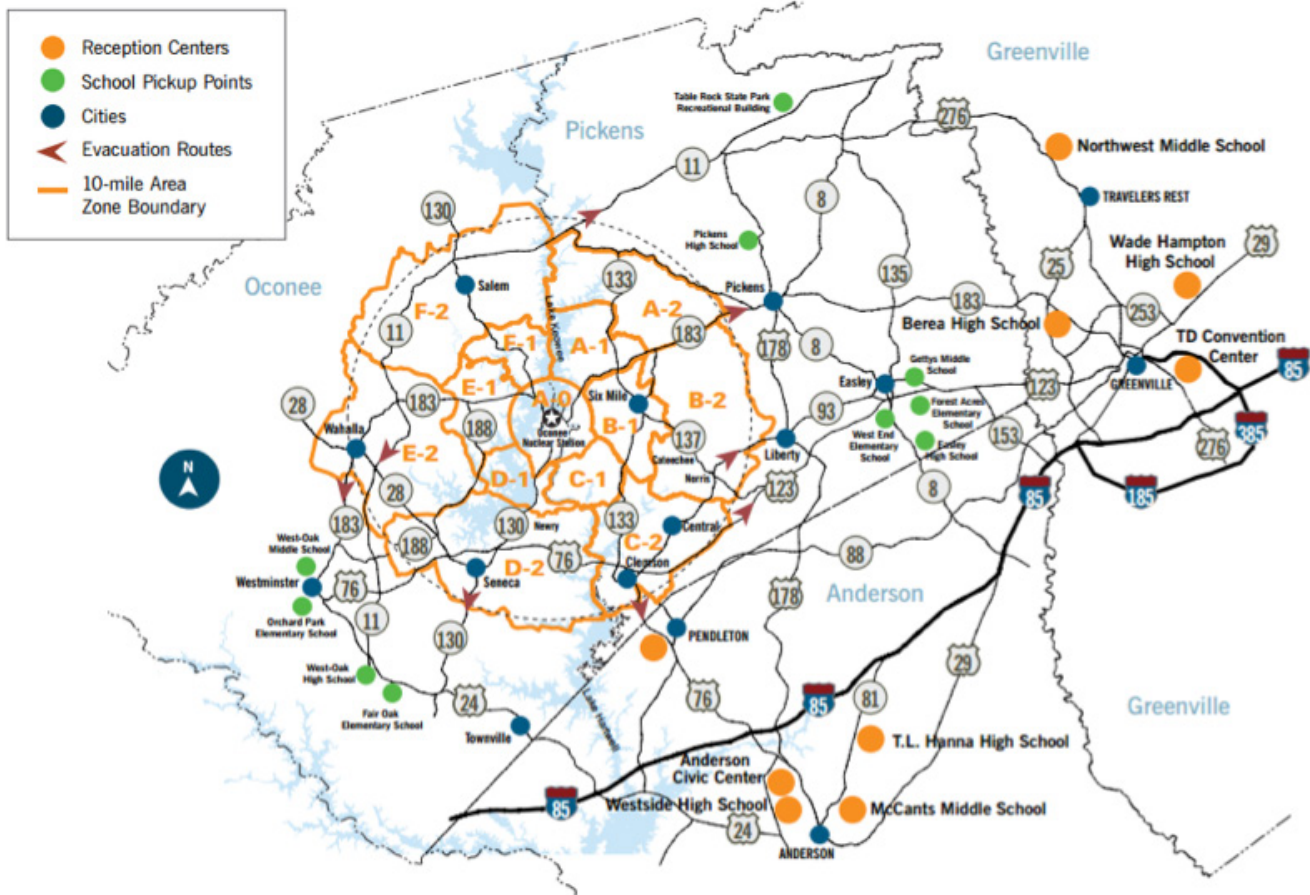 Reception Centers
School Pickup Points
Cities
Evacuation Routes
10-mile Area
Zone Boundary
Greenville
Pickens
Oconee
Anderson
Greenville
Table Rock State Park
Recreational Building
276
Northwest Middle School
TRAVELERS REST
11
8
130
Pickens
High School
Wade Hampton
High School
29
25
135
133
Salem
Pickens
183
253
Berea High School
TD Convention
Center
F-2
A-2
11
Lake Keowee
183
178
8
Gettys Middle
School
85
F-1
A-1
Easley
123
GREENVILLE
E-1
183
A-0
Six Mile
B-2
93
Forest Acres
Elementary
School
28
188
Oconee
Nuclear Station
B-1
West End
Elementary
School
Easley
High School
153
276
385
Walhalla
E-2
137
Cateechee
Liberty
N
D-1
C-1
Norris
123
28
8
85
185
183
130
Newry
133
Central
West-Oak
Middle School
188
76
C-2
88
Westminster
76
Seneca
D-2
Clemson
178
Orchard Park
Elementary School
11
130
PENDLETON
29
West-Oak
High School
24
76
85
81
Fair Oak
Elementary School
Townville
Lake Hartwell
T.L. Hanna High School
Anderson
Civic Center
85
Westside High School
McCants Middle School
24
ANDERSON